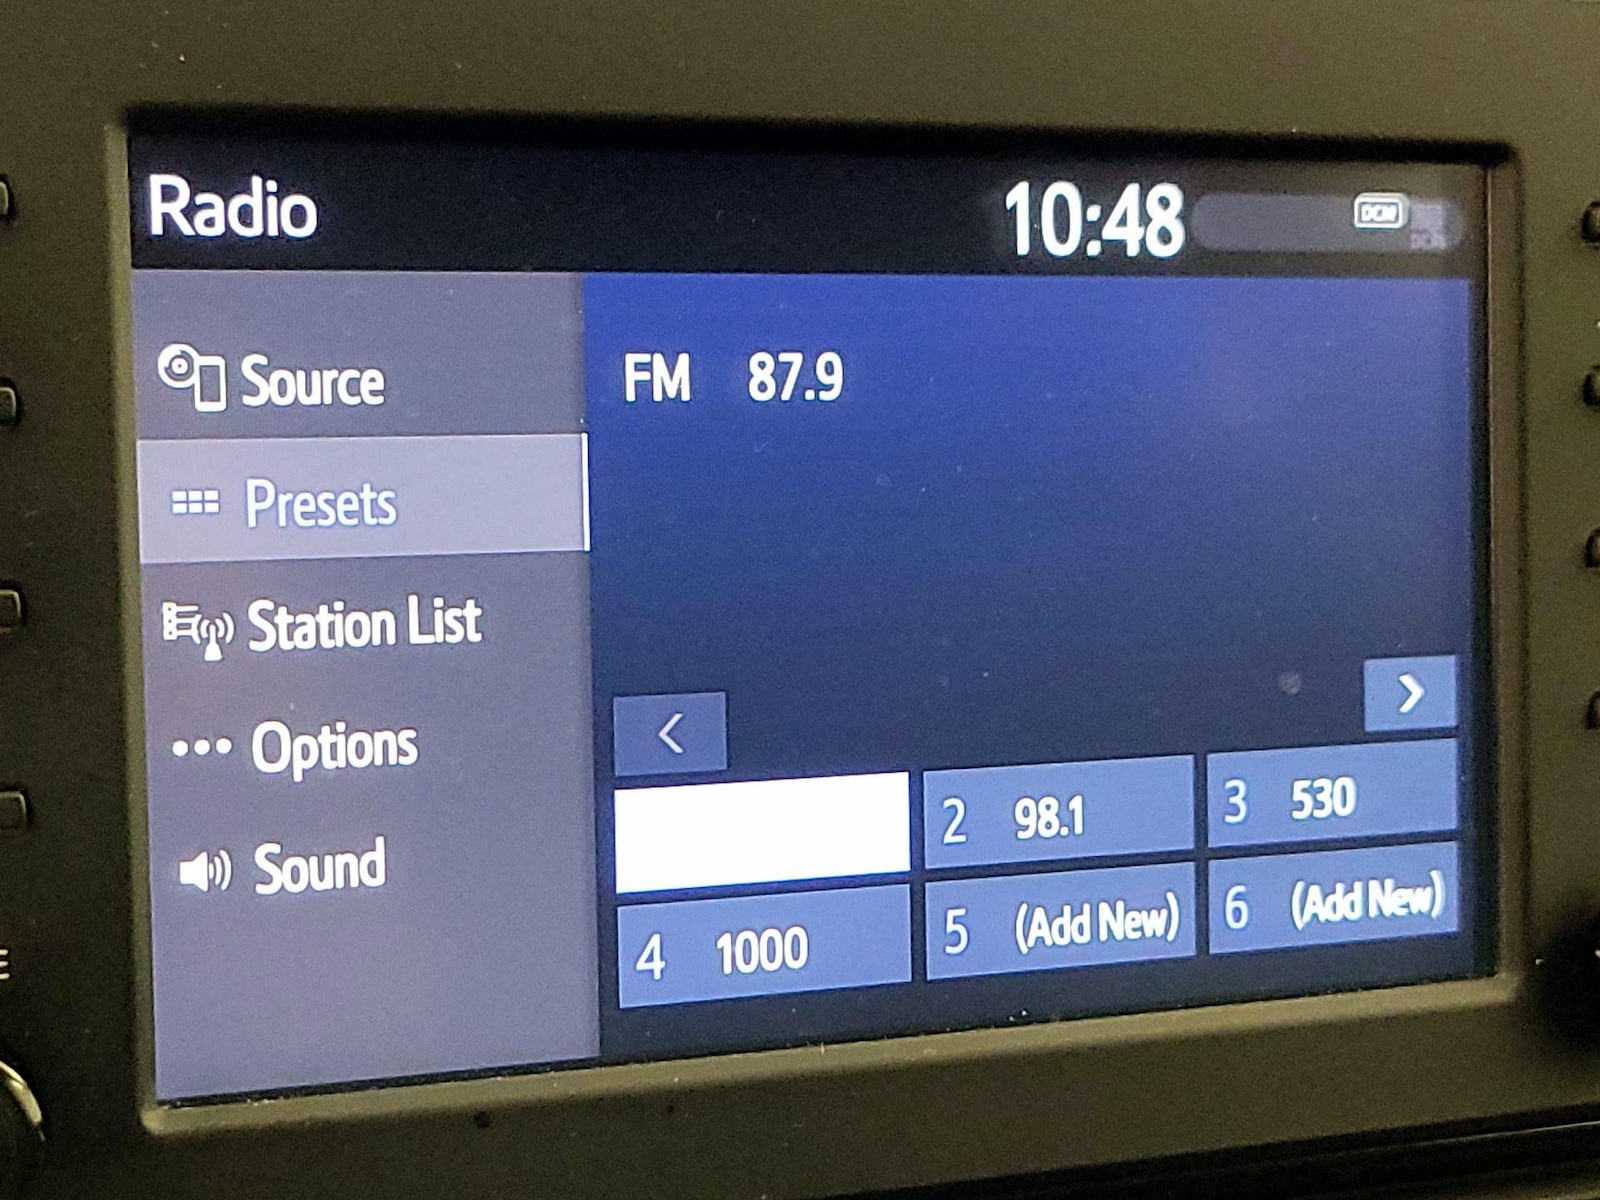 Radio
10:48
DCM
Source
Presets
Station List
Options
Sound
FM 87.9
<
>
2 98.1
3 530
4 1000
5 (Add New)
6 (Add New)
E